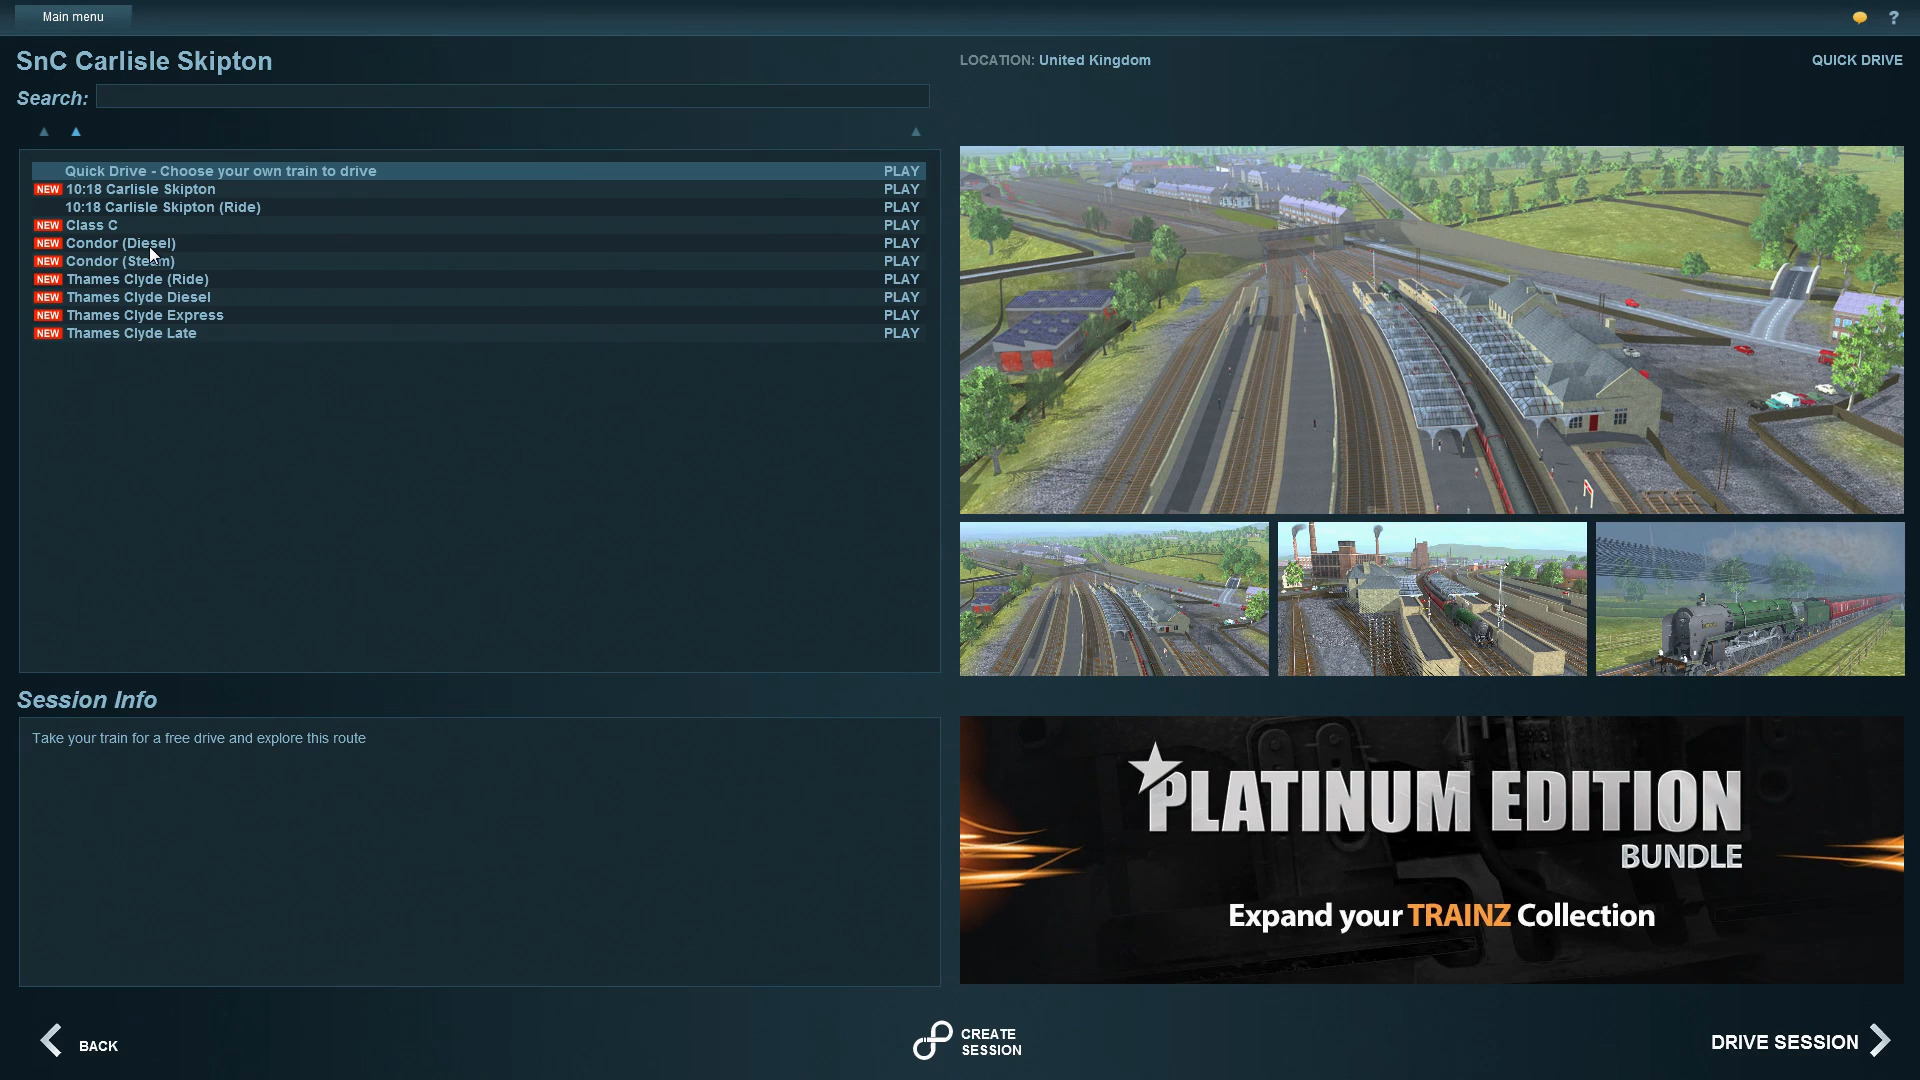 Main menu
?
SnC Carlisle Skipton
LOCATION: United Kingdom
QUICK DRIVE
Search:
Quick Drive - Choose your own train to drive PLAY
NEW 10:18 Carlisle Skipton PLAY
10:18 Carlisle Skipton (Ride) PLAY
NEW Class C PLAY
NEW Condor (Diesel) PLAY
NEW Condor (Steam) PLAY
NEW Thames Clyde (Ride) PLAY
NEW Thames Clyde Diesel PLAY
NEW Thames Clyde Express PLAY
NEW Thames Clyde Late PLAY
Session Info
Take your train for a free drive and explore this route
PLATINUM EDITION
BUNDLE
Expand your TRAINZ Collection
BACK
CREATE
SESSION
DRIVE SESSION